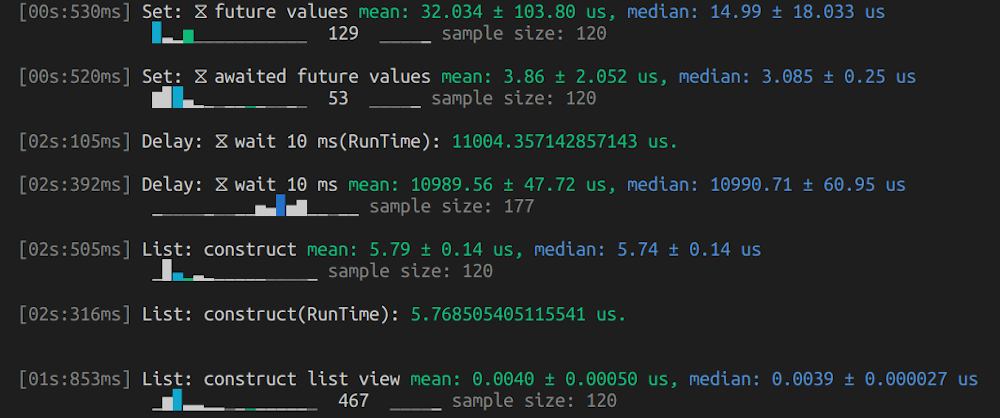 [00s:530ms] Set: ⧖ future values mean: 32.034 ± 103.80 us, median: 14.99 ± 18.033 us
129 sample size: 120
[00s:520ms] Set: ⧖ awaited future values mean: 3.86 ± 2.052 us, median: 3.085 ± 0.25 us
53 sample size: 120
[02s:105ms] Delay: ⧖ wait 10 ms(RunTime): 11004.357142857143 us.
[02s:392ms] Delay: ⧖ wait 10 ms mean: 10989.56 ± 47.72 us, median: 10990.71 ± 60.95 us
sample size: 177
[02s:505ms] List: construct mean: 5.79 ± 0.14 us, median: 5.74 ± 0.14 us
sample size: 120
[02s:316ms] List: construct(RunTime): 5.768505405115541 us.
[01s:853ms] List: construct list view mean: 0.0040 ± 0.00050 us, median: 0.0039 ± 0.000027 us
467 sample size: 120